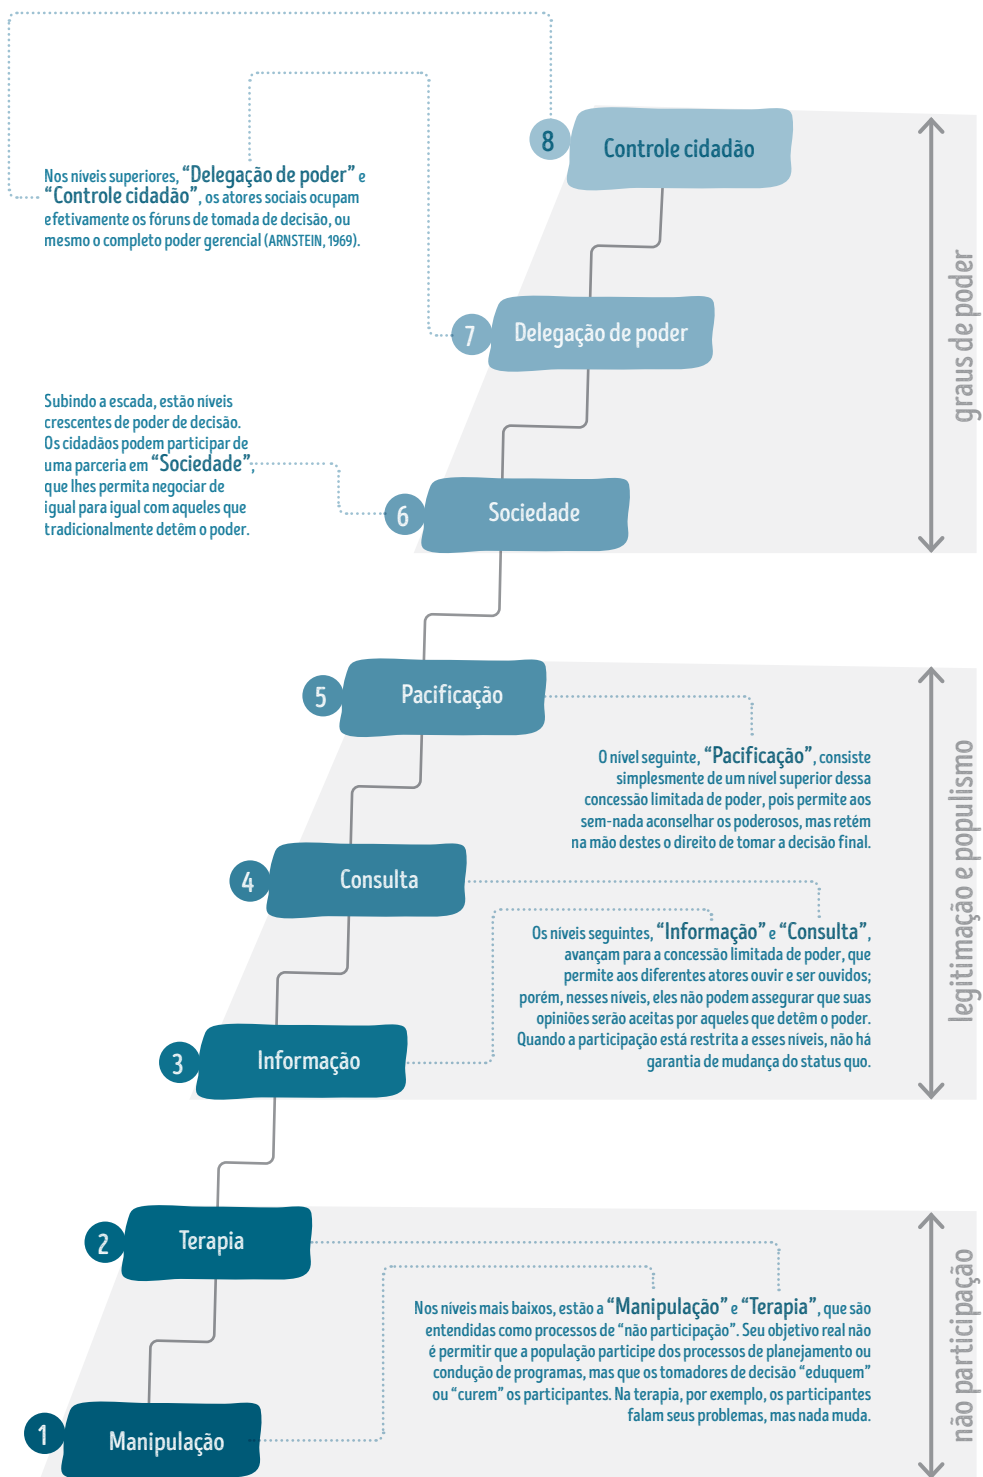 8
Controle cidadão
Nos níveis superiores, “Delegação de poder” e
“Controle cidadão”, os atores sociais ocupam
efetivamente os fóruns de tomada de decisão, ou
mesmo o completo poder gerencial (ARNSTEIN, 1969).
7
Delegação de poder
graus de poder
Subindo a escada, estão níveis
crescentes de poder de decisão.
Os cidadãos podem participar de
uma parceria em “Sociedade”,
que lhes permita negociar de
igual para igual com aqueles que
tradicionalmente detêm o poder.
6
Sociedade
5
Pacificação
O nível seguinte, “Pacificação”, consiste
simplesmente de um nível superior dessa
concessão limitada de poder, pois permite aos
sem-nada aconselhar os poderosos, mas retém
na mão destes o direito de tomar a decisão final.
legitimação e populismo
4
Consulta
Os níveis seguintes, “Informação” e “Consulta”,
avançam para a concessão limitada de poder, que
permite aos diferentes atores ouvir e ser ouvidos;
porém, nesses níveis, eles não podem assegurar que suas
opiniões serão aceitas por aqueles que detêm o poder.
Quando a participação está restrita a esses níveis, não há
garantia de mudança do status quo.
3
Informação
2
Terapia
não participação
Nos níveis mais baixos, estão a “Manipulação” e “Terapia”, que são
entendidas como processos de “não participação”. Seu objetivo real não
é permitir que a população participe dos processos de planejamento ou
condução de programas, mas que os tomadores de decisão “eduquem”
ou “curem” os participantes. Na terapia, por exemplo, os participantes
falam seus problemas, mas nada muda.
1
Manipulação